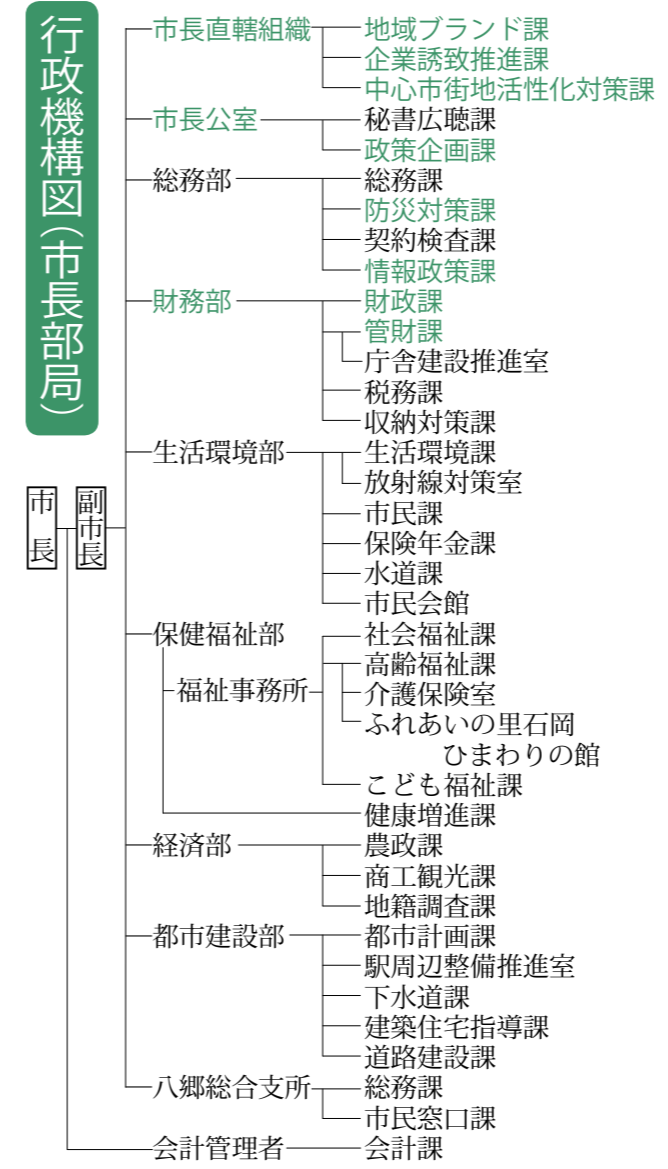 行政機構図(市長部局)
市長
副市長
市長直轄組織
地域ブランド課
企業誘致推進課
中心市街地活性化対策課
市長公室
秘書広聴課
政策企画課
総務部
総務課
防災対策課
契約検査課
情報政策課
財務部
財政課
管財課
庁舎建設推進室
税務課
収納対策課
生活環境部
生活環境課
放射線対策室
市民課
保険年金課
水道課
市民会館
保健福祉部
福祉事務所
社会福祉課
高齢福祉課
介護保険室
ふれあいの里石岡
ひまわりの館
こども福祉課
健康増進課
経済部
農政課
商工観光課
地籍調査課
都市建設部
都市計画課
駅周辺整備推進室
下水道課
建築住宅指導課
道路建設課
八郷総合支所
総務課
市民窓口課
会計管理者
会計課